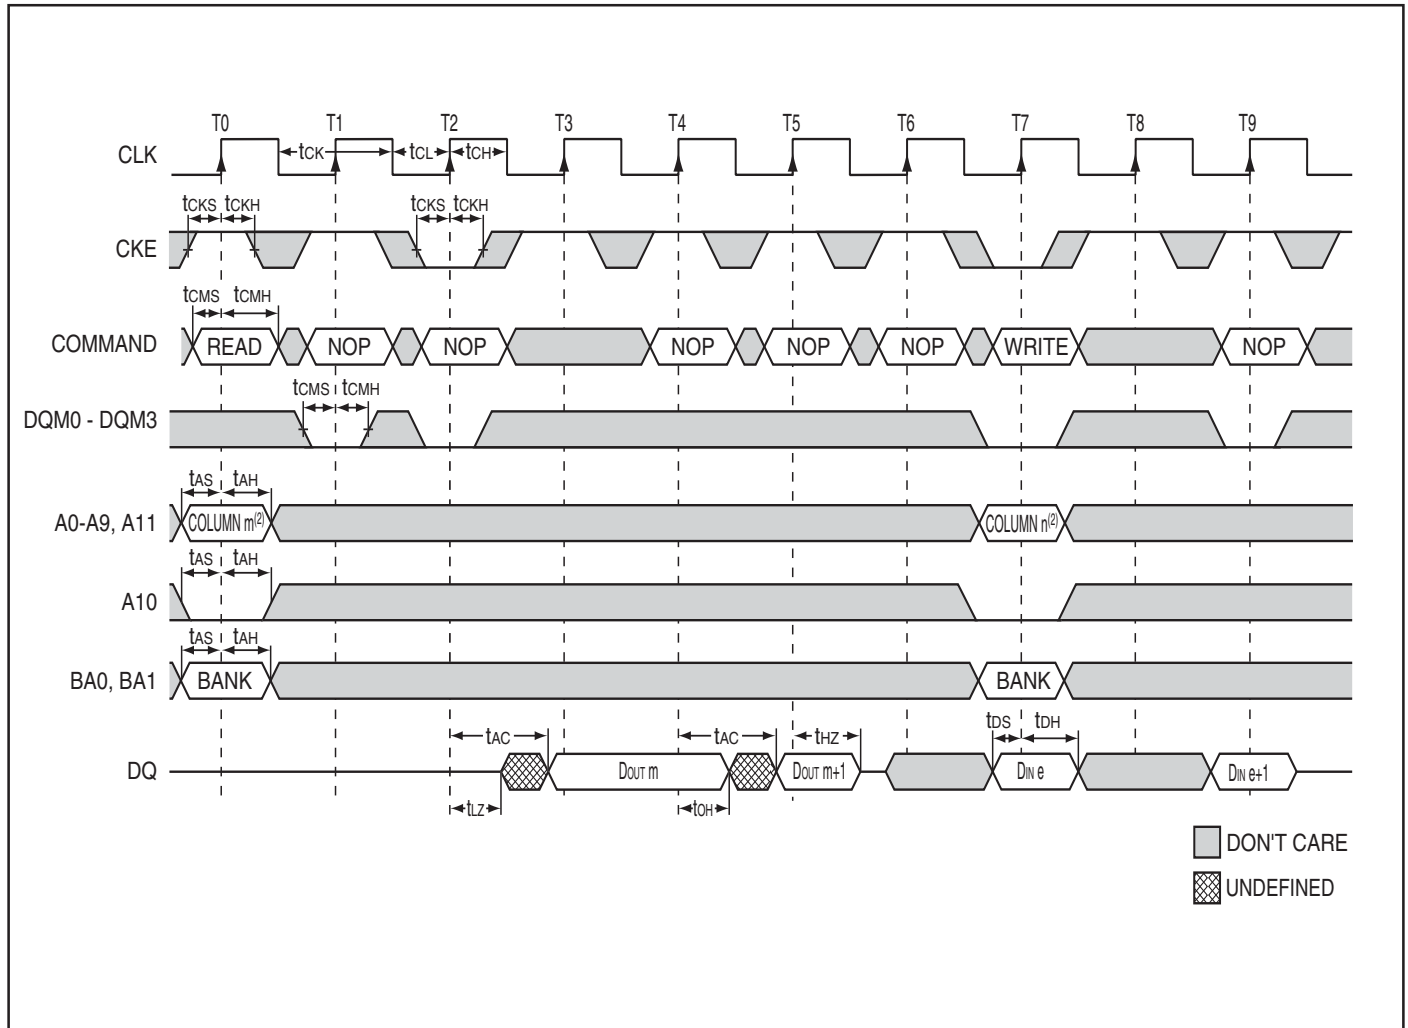 T0 T1 T2 T3 T4 T5 T6 T7 T8 T9
CLK tCK tCL tCH
tCKS tCKH tCKS tCKH
CKE
tCMS tCMH
COMMAND READ NOP NOP NOP NOP NOP WRITE NOP
tCMS tCMH
DQM0 - DQM3
tAS tAH
A0-A9, A11 COLUMN m(2) COLUMN n(2)
tAS tAH
A10
tAS tAH
BA0, BA1 BANK BANK
tAC tAC tHZ tDS tDH
DQ DOUT m DOUT m+1 DIN e DIN e+1
tLZ tOH
DON'T CARE
UNDEFINED